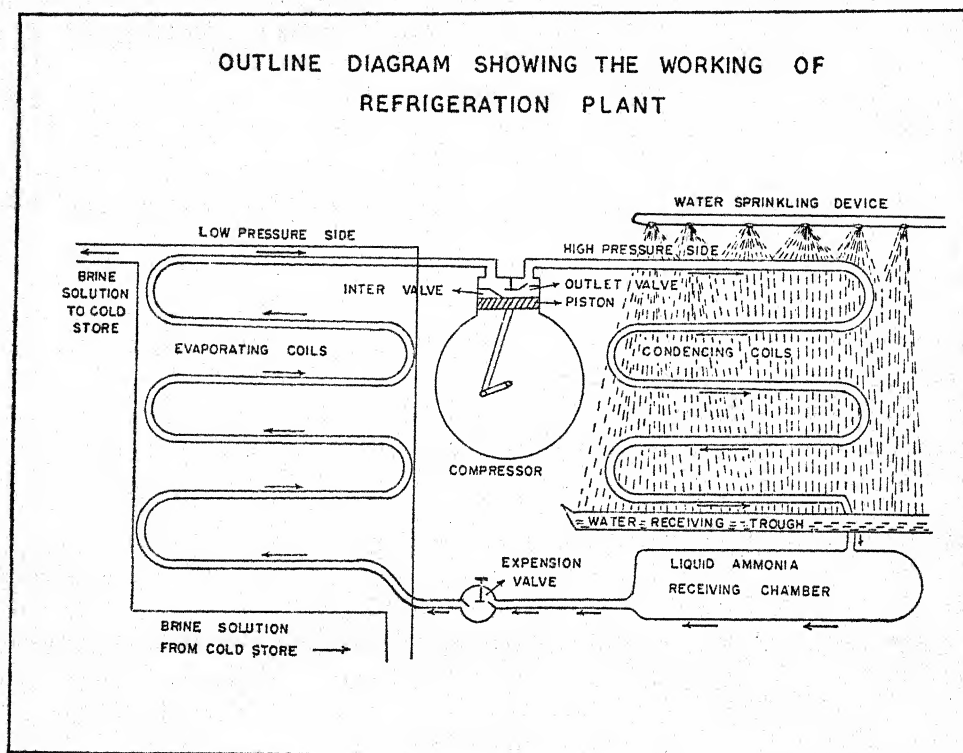 OUTLINE DIAGRAM SHOWING THE WORKING OF
REFRIGERATION PLANT
WATER SPRINKLING DEVICE
LOW PRESSURE SIDE
HIGH PRESSURE SIDE
BRINE
SOLUTION
TO COLD
STORE
INTER VALVE
OUTLET VALVE
PISTON
EVAPORATING COILS
CONDENCING COILS
COMPRESSOR
WATER RECEIVING TROUGH
EXPENSION
VALVE
LIQUID AMMONIA
RECEIVING CHAMBER
BRINE SOLUTION
FROM COLD STORE